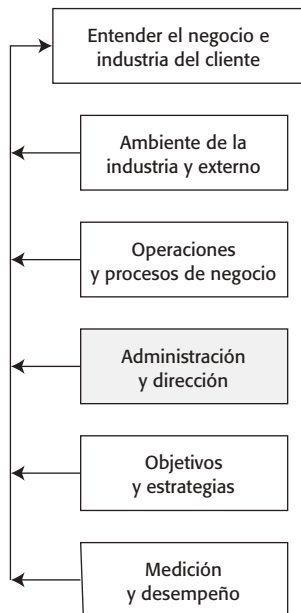 Entender el negocio e
industria del cliente
Ambiente de la
industria y externo
Operaciones
y procesos de negocio
Administración
y dirección
Objetivos
y estrategias
Medición
y desempeño